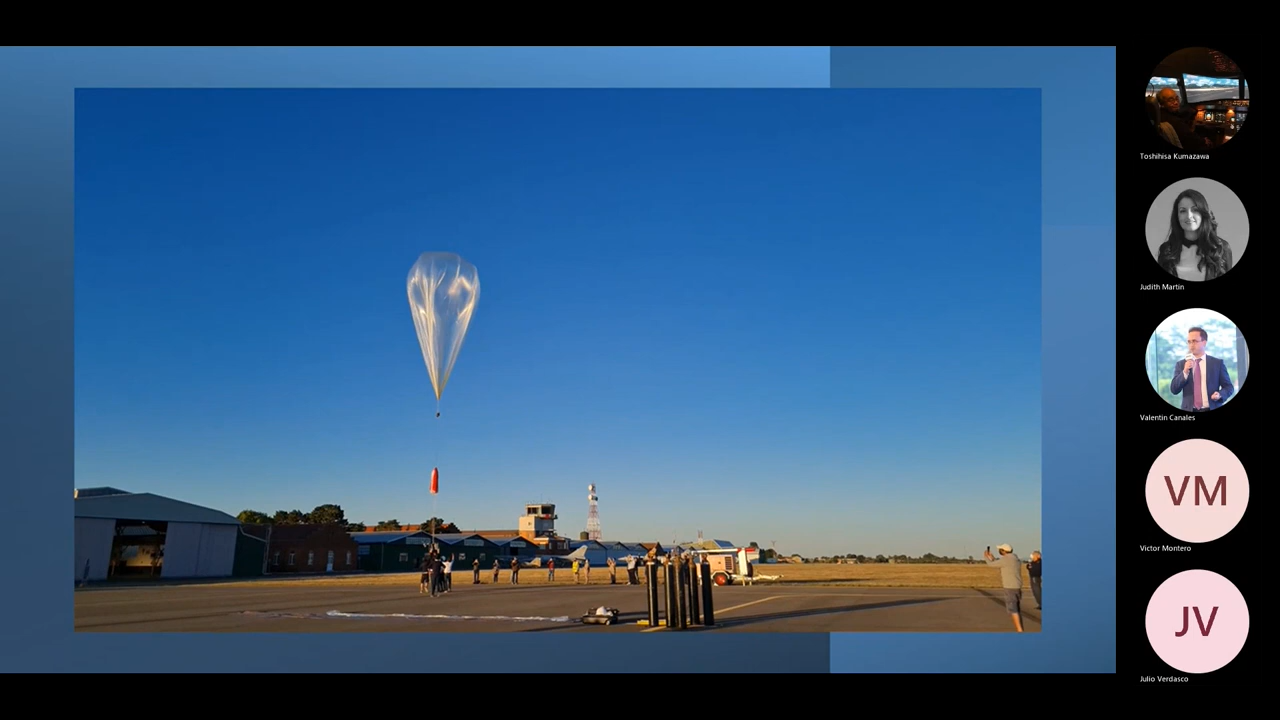 Toshihisa Kumazawa
Judith Martin
Valentin Canales
VM
Victor Montero
JV
Julio Verdasco